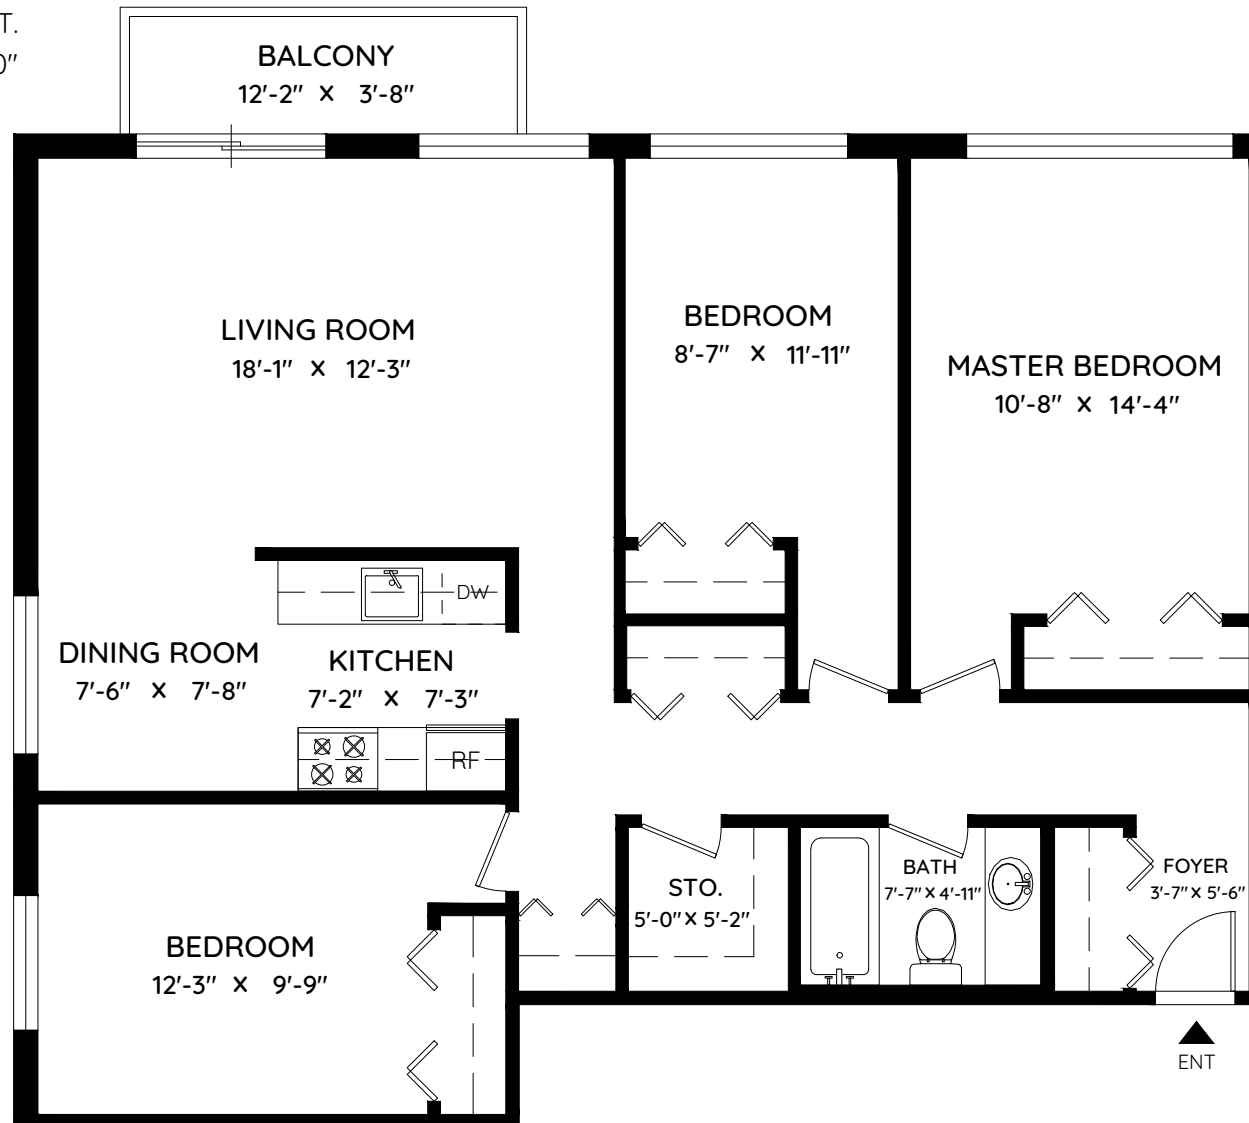 T.
0"
BALCONY
12'-2" X 3'-8"
LIVING ROOM
18'-1" X 12'-3"
BEDROOM
8'-7" X 11'-11"
MASTER BEDROOM
10'-8" X 14'-4"
DW
DINING ROOM
7'-6" X 7'-8"
KITCHEN
7'-2" X 7'-3"
RF
STO.
5'-0" X 5'-2"
BATH
7'-7" X 4'-11"
FOYER
3'-7" X 5'-6"
BEDROOM
12'-3" X 9'-9"
ENT